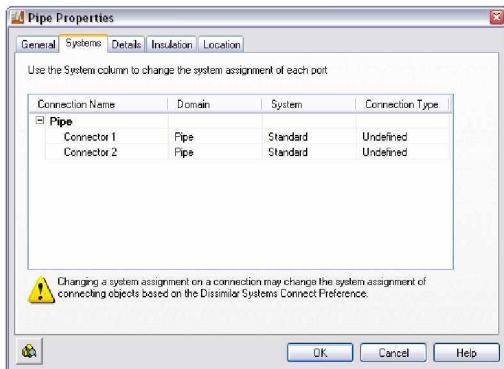 Pipe Properties
General Systems Details Insulation Location
Use the System column to change the system assignment of each port
Connection Name Domain System Connection Type
Pipe
Connector 1 Pipe Standard Undefined
Connector 2 Pipe Standard Undefined
Changing a system assignment on a connection may change the system assignment of
connecting objects based on the Dissimilar Systems Connect Preference.
OK Cancel Help